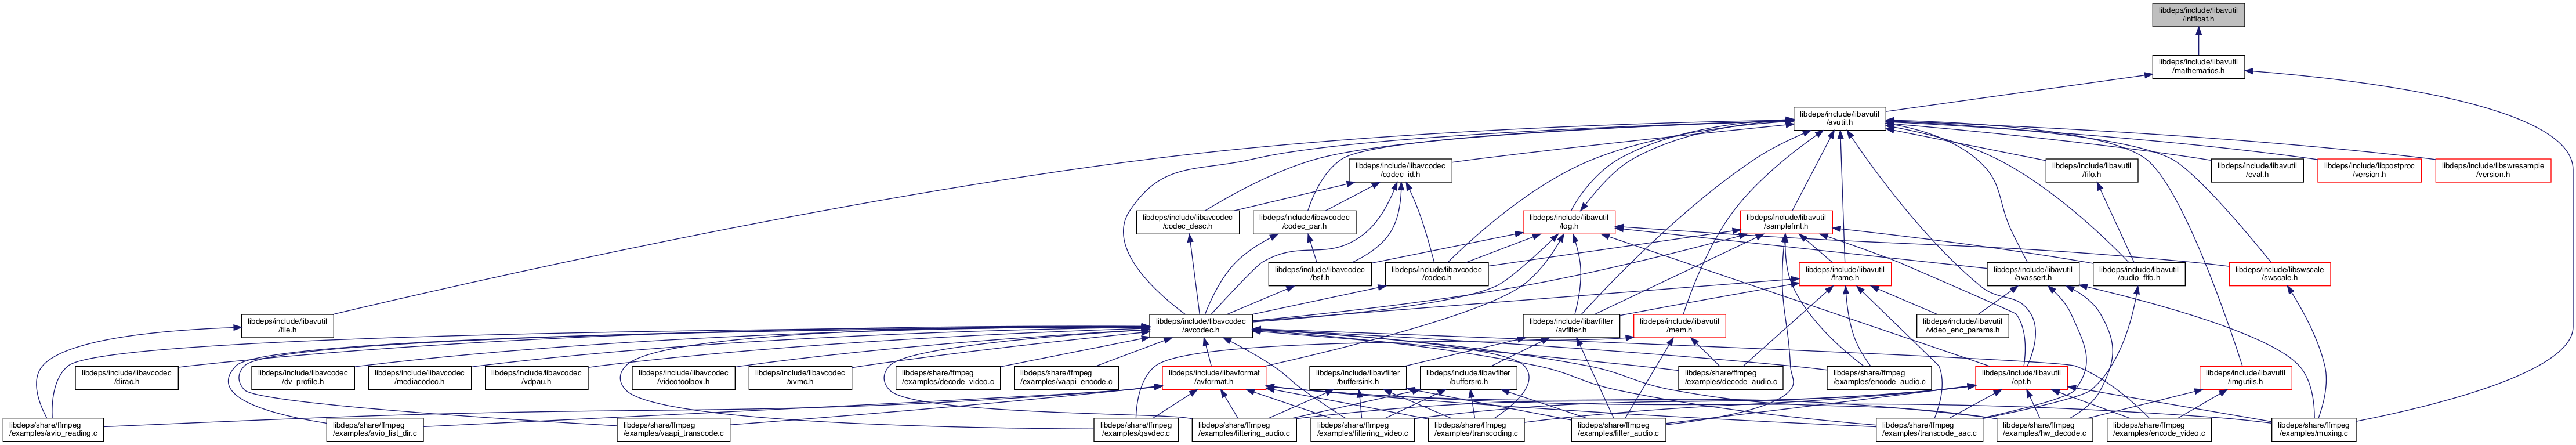 libdeps/include/libavutil
/intfloat.h
libdeps/include/libavutil
/mathematics.h
libdeps/include/libavutil
/avutil.h
libdeps/include/libavcodec
/codec_id.h
libdeps/include/libavutil
/fifo.h
libdeps/include/libavutil
/eval.h
libdeps/include/libpostproc
/version.h
libdeps/include/libswresample
/version.h
libdeps/include/libavcodec
/codec_desc.h
libdeps/include/libavcodec
/codec_par.h
libdeps/include/libavutil
/log.h
libdeps/include/libavutil
/samplefmt.h
libdeps/include/libavcodec
/bsf.h
libdeps/include/libavcodec
/codec.h
libdeps/include/libavutil
/frame.h
libdeps/include/libavutil
/avassert.h
libdeps/include/libavutil
/audio_fifo.h
libdeps/include/libswscale
/swscale.h
libdeps/include/libavutil
/file.h
libdeps/include/libavcodec
/avcodec.h
libdeps/include/libavfilter
/avfilter.h
libdeps/include/libavutil
/mem.h
libdeps/include/libavutil
/video_enc_params.h
libdeps/include/libavcodec
/dirac.h
libdeps/include/libavcodec
/dv_profile.h
libdeps/include/libavcodec
/mediacodec.h
libdeps/include/libavcodec
/vdpau.h
libdeps/include/libavcodec
/videotoolbox.h
libdeps/include/libavcodec
/xvmc.h
libdeps/share/ffmpeg
/examples/decode_video.c
libdeps/share/ffmpeg
/examples/vaapi_encode.c
libdeps/include/libavformat
/avformat.h
libdeps/include/libavfilter
/buffersink.h
libdeps/include/libavfilter
/buffersrc.h
libdeps/share/ffmpeg
/examples/decode_audio.c
libdeps/share/ffmpeg
/examples/encode_audio.c
libdeps/include/libavutil
/opt.h
libdeps/include/libavutil
/imgutils.h
libdeps/share/ffmpeg
/examples/avio_reading.c
libdeps/share/ffmpeg
/examples/avio_list_dir.c
libdeps/share/ffmpeg
/examples/vaapi_transcode.c
libdeps/share/ffmpeg
/examples/qsvdec.c
libdeps/share/ffmpeg
/examples/filtering_audio.c
libdeps/share/ffmpeg
/examples/filtering_video.c
libdeps/share/ffmpeg
/examples/transcoding.c
libdeps/share/ffmpeg
/examples/filter_audio.c
libdeps/share/ffmpeg
/examples/transcode_aac.c
libdeps/share/ffmpeg
/examples/hw_decode.c
libdeps/share/ffmpeg
/examples/encode_video.c
libdeps/share/ffmpeg
/examples/muxing.c